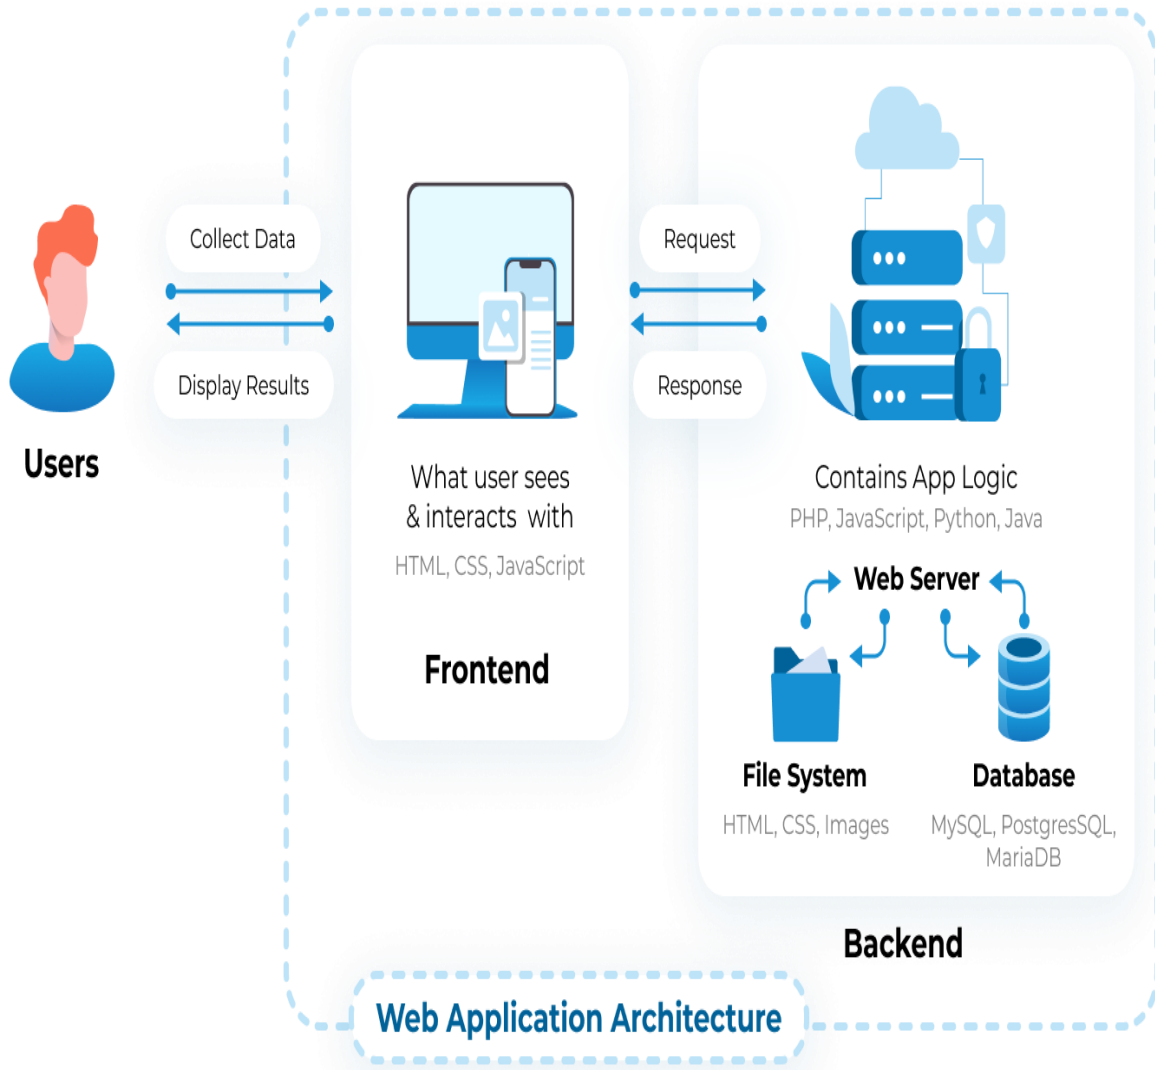 Collect Data
Display Results
Users
What user sees
& interacts with
HTML, CSS, JavaScript
Frontend
Request
Response
Contains App Logic
PHP, JavaScript, Python, Java
Web Server
File System
HTML, CSS, Images
Database
MySQL, PostgresSQL,
MariaDB
Backend
Web Application Architecture